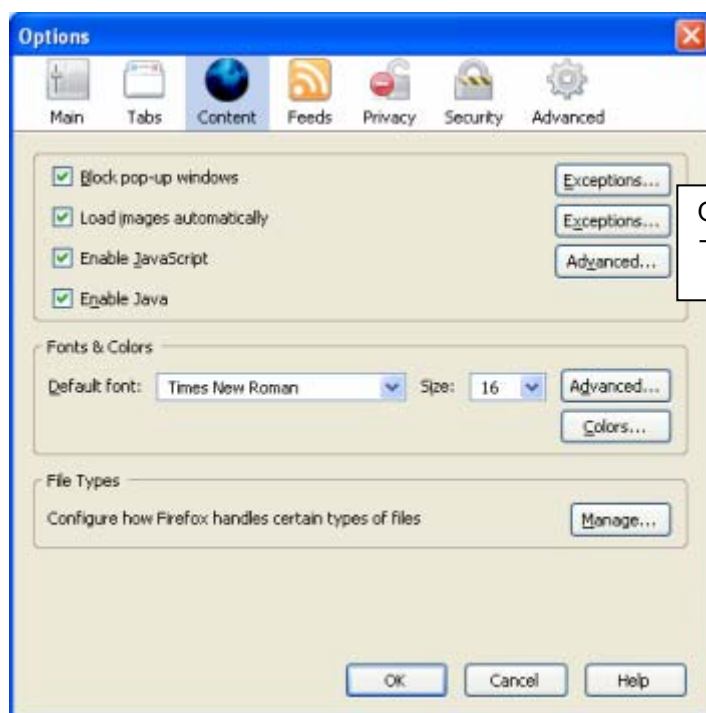 Options
Main Tabs Content Feeds Privacy Security Advanced
Block pop-up windows Exceptions...
Load images automatically Exceptions...
Enable JavaScript Advanced...
Enable Java
Fonts & Colors
Default font: Times New Roman Size: 16 Advanced...
Colors...
File Types
Configure how Firefox handles certain types of files Manage...
OK Cancel Help